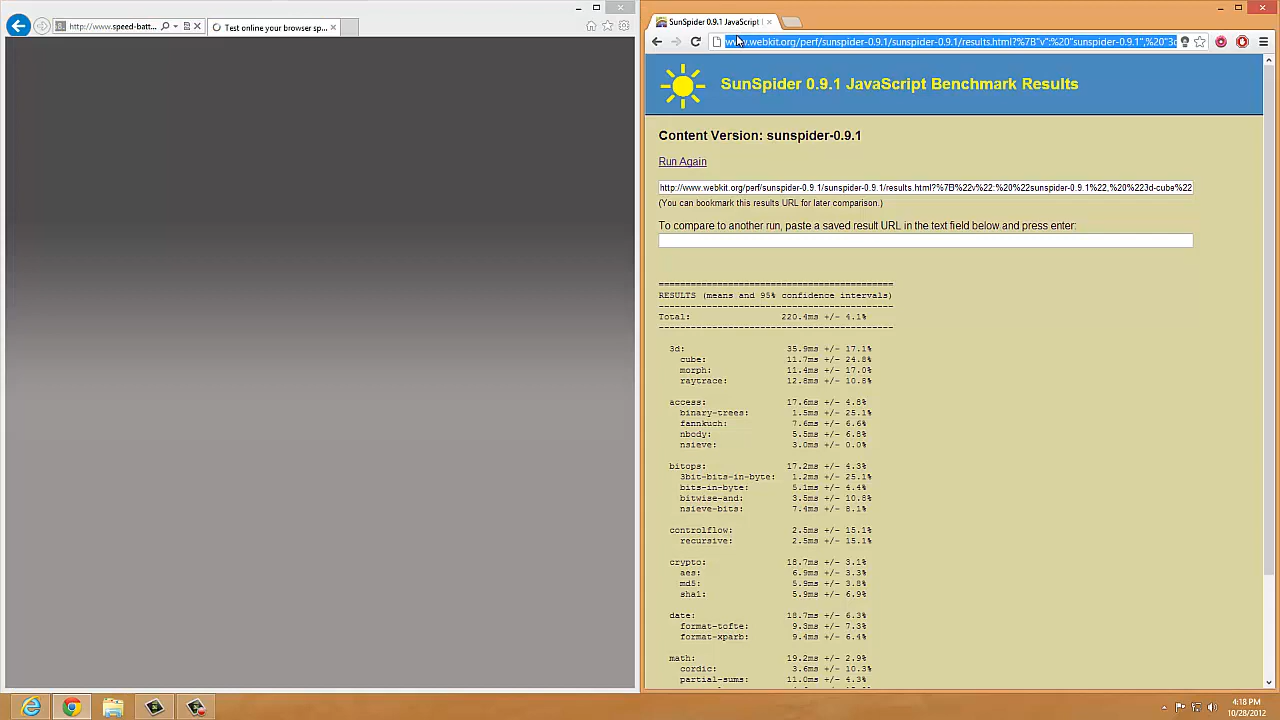 http://www.speed-batt...
Test online your browser sp...
SunSpider 0.9.1 JavaScript
www.webkit.org/perf/sunspider-0.9.1/sunspider-0.9.1/results.html?%7B"v":%20"sunspider-0.9.1",%20"3d
SunSpider 0.9.1 JavaScript Benchmark Results
Content Version: sunspider-0.9.1
Run Again
http://www.webkit.org/perf/sunspider-0.9.1/sunspider-0.9.1/results.html?%7B%22v%22:%20%22sunspider-0.9.1%22,%20%223d-cube%22
(You can bookmark this results URL for later comparison.)
To compare to another run, paste a saved result URL in the text field below and press enter:
============================================
RESULTS (means and 95% confidence intervals)
--------------------------------------------
Total: 220.4ms +/- 4.1%
--------------------------------------------
3d: 35.9ms +/- 17.1%
cube: 11.7ms +/- 24.8%
morph: 11.4ms +/- 17.0%
raytrace: 12.8ms +/- 10.8%
access: 17.6ms +/- 4.8%
binary-trees: 1.5ms +/- 25.1%
fannkuch: 7.6ms +/- 6.6%
nbody: 5.5ms +/- 6.8%
nsieve: 3.0ms +/- 0.0%
bitops: 17.2ms +/- 4.3%
3bit-bits-in-byte: 1.2ms +/- 25.1%
bits-in-byte: 5.1ms +/- 4.4%
bitwise-and: 3.5ms +/- 10.8%
nsieve-bits: 7.4ms +/- 8.1%
controlflow: 2.5ms +/- 15.1%
recursive: 2.5ms +/- 15.1%
crypto: 18.7ms +/- 3.1%
aes: 6.9ms +/- 3.3%
md5: 5.9ms +/- 3.8%
sha1: 5.9ms +/- 6.9%
date: 18.7ms +/- 6.3%
format-tofte: 9.3ms +/- 7.3%
format-xparb: 9.4ms +/- 6.4%
math: 19.2ms +/- 2.9%
cordic: 3.6ms +/- 10.3%
partial-sums: 11.0ms +/- 4.3%
4:18 PM
10/28/2012